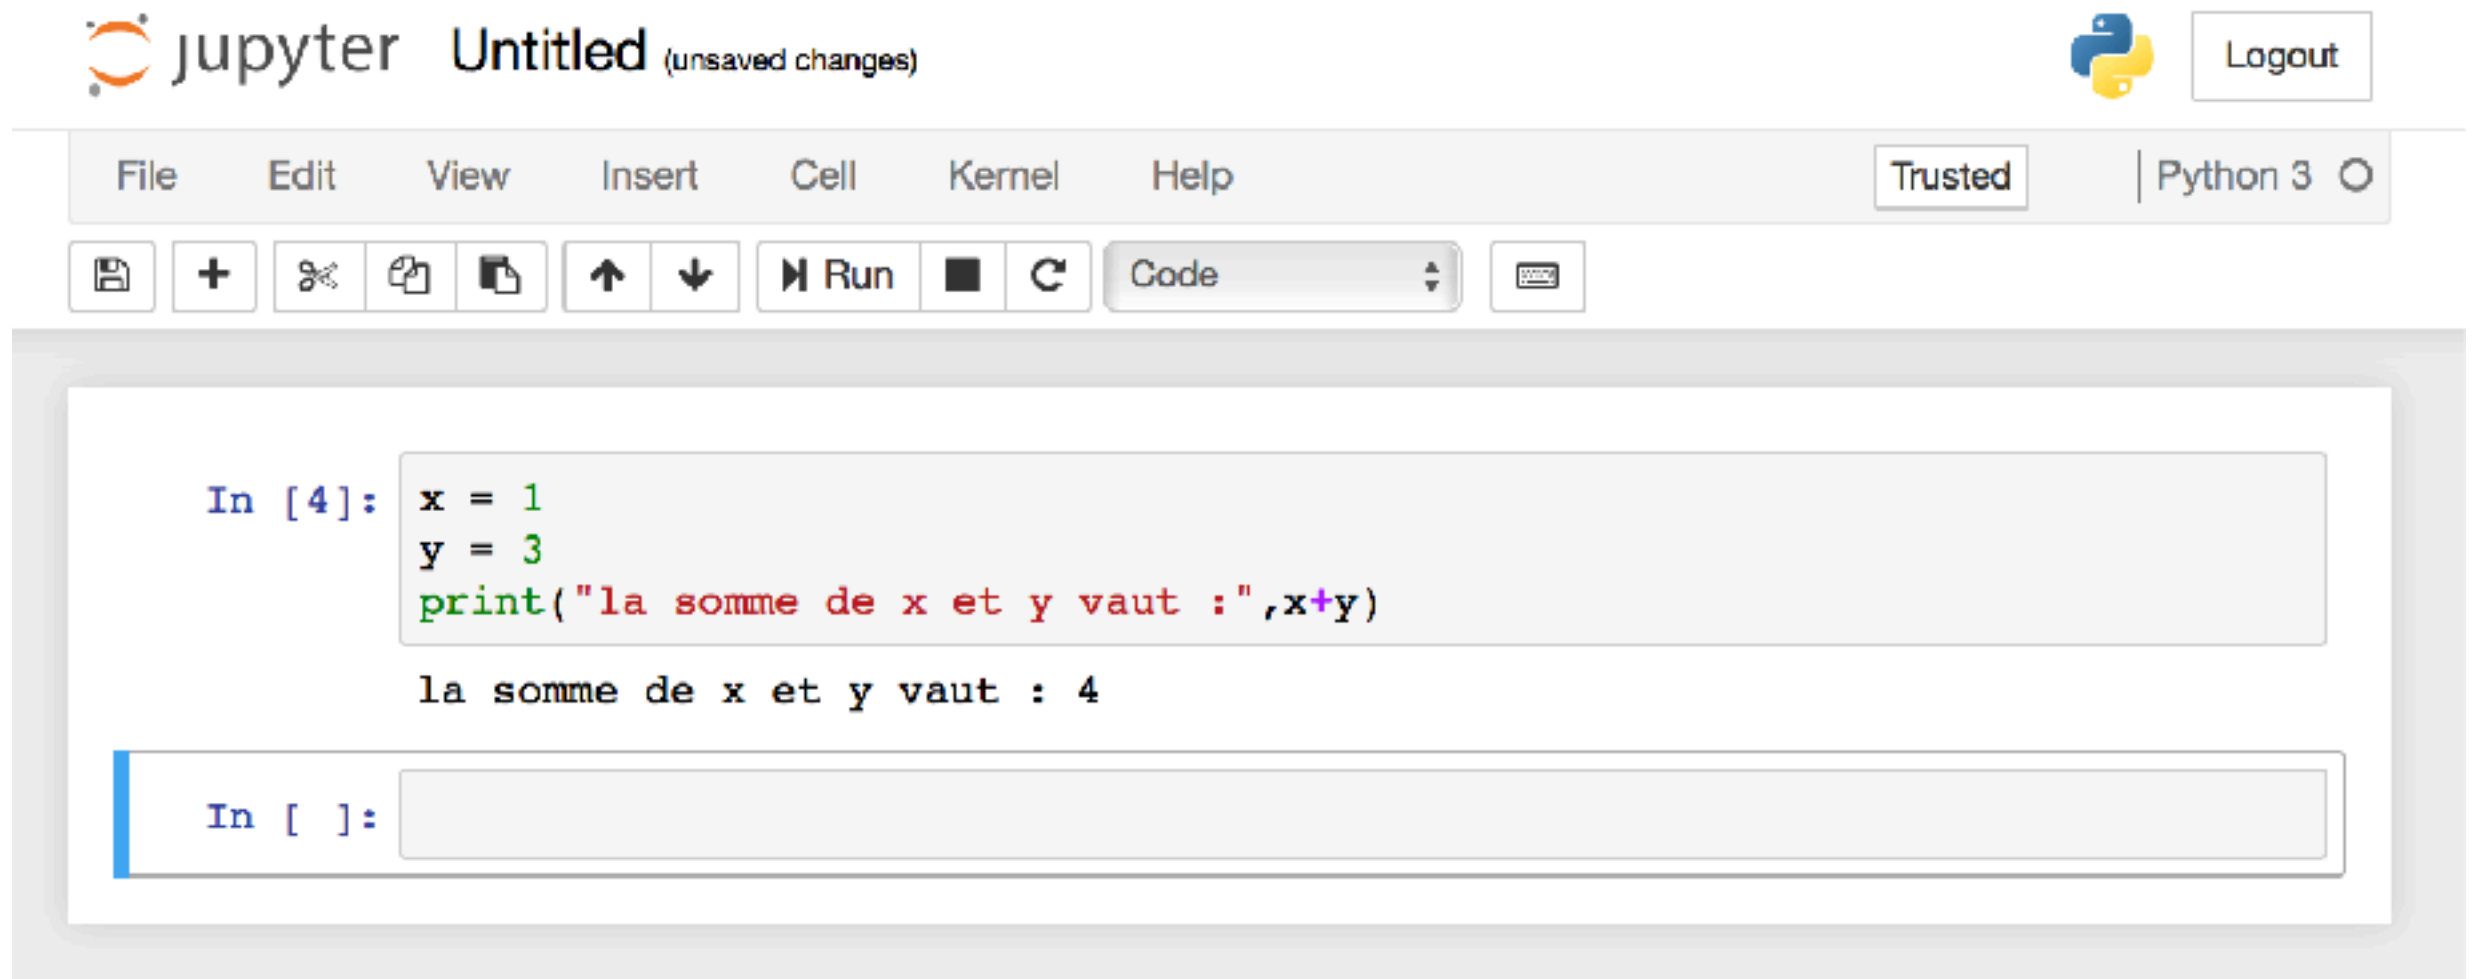 jupyter Untitled (unsaved changes) Logout
File Edit View Insert Cell Kernel Help Trusted Python 3
Run Code
In [4]: x = 1
y = 3
print("la somme de x et y vaut :",x+y)
la somme de x et y vaut : 4
In [ ]: